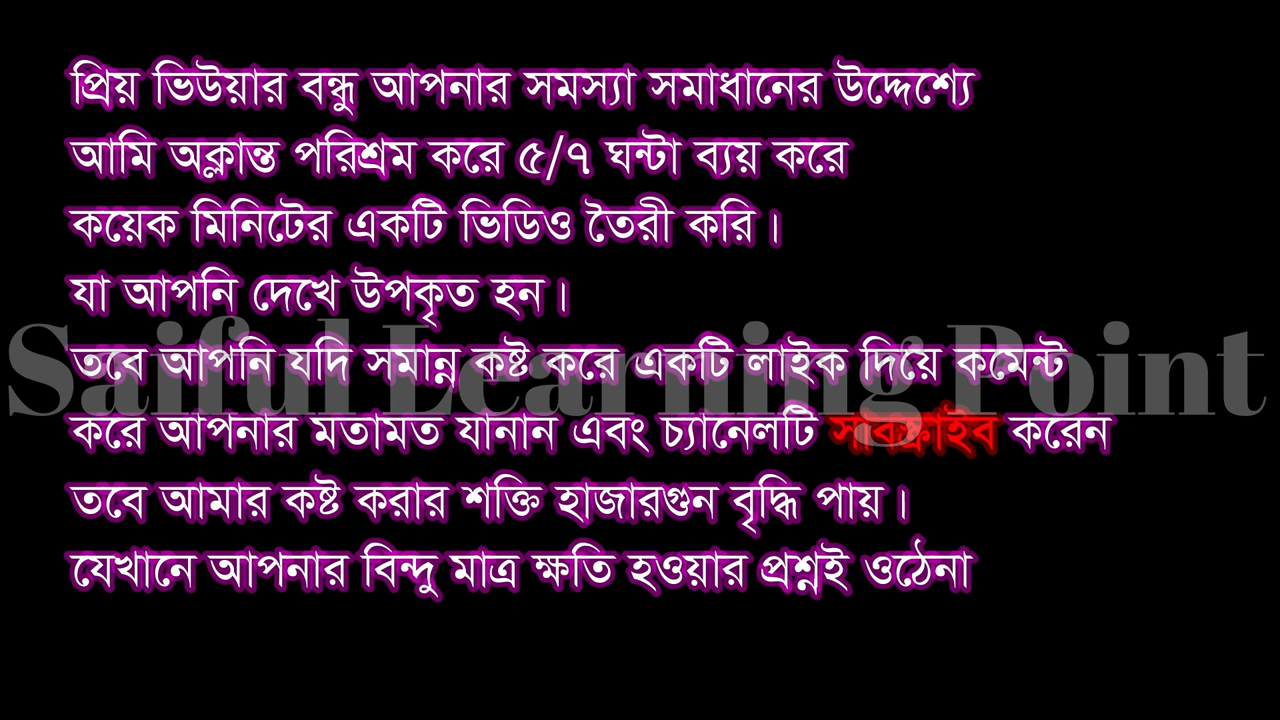 প্রিয় ভিউয়ার বন্ধু আপনার সমস্যা সমাধানের উদ্দেশ্যে
আমি অক্লান্ত পরিশ্রম করে ৫/৭ ঘন্টা ব্যয় করে
কয়েক মিনিটের একটি ভিডিও তৈরী করি।
যা আপনি দেখে উপকৃত হন।
তবে আপনি যদি সমান্ন কষ্ট করে একটি লাইক দিয়ে কমেন্ট
Saiful Learning Point
করে আপনার মতামত যানান এবং চ্যানেলটি সাবস্ক্রাইব করেন
তবে আমার কষ্ট করার শক্তি হাজারগুন বৃদ্ধি পায়।
যেখানে আপনার বিন্দু মাত্র ক্ষতি হওয়ার প্রশ্নই ওঠেনা